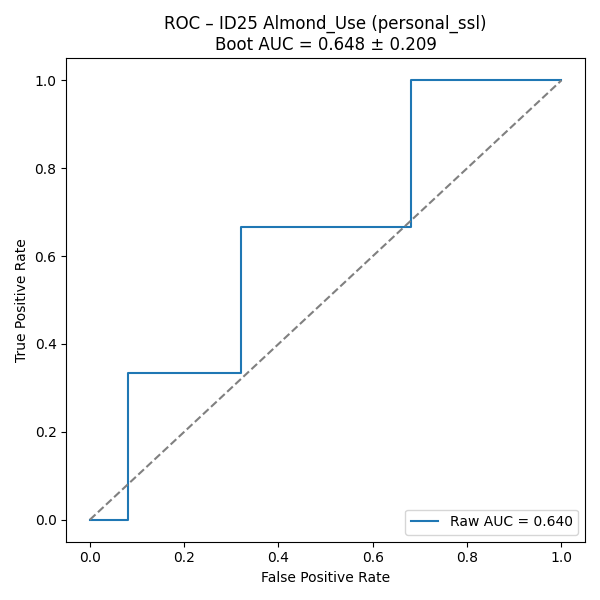 ROC – ID25 Almond_Use (personal_ssl)
Boot AUC = 0.648 ± 0.209
True Positive Rate
1.0
0.8
0.6
0.4
0.2
0.0
Raw AUC = 0.640
0.0 0.2 0.4 0.6 0.8 1.0
False Positive Rate